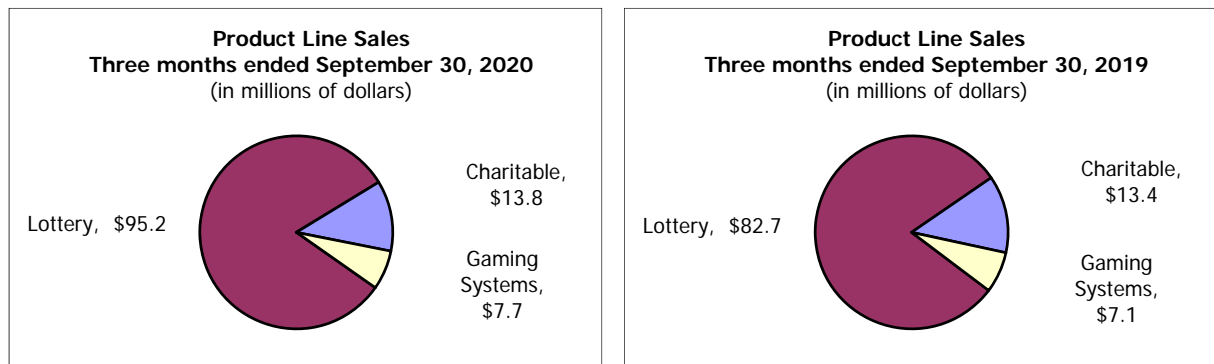 Product Line Sales
Three months ended September 30, 2020
(in millions of dollars)
Charitable,
$13.8
Lottery, $95.2
Gaming
Systems,
$7.7
Product Line Sales
Three months ended September 30, 2019
(in millions of dollars)
Charitable,
$13.4
Lottery, $82.7
Gaming
Systems,
$7.1